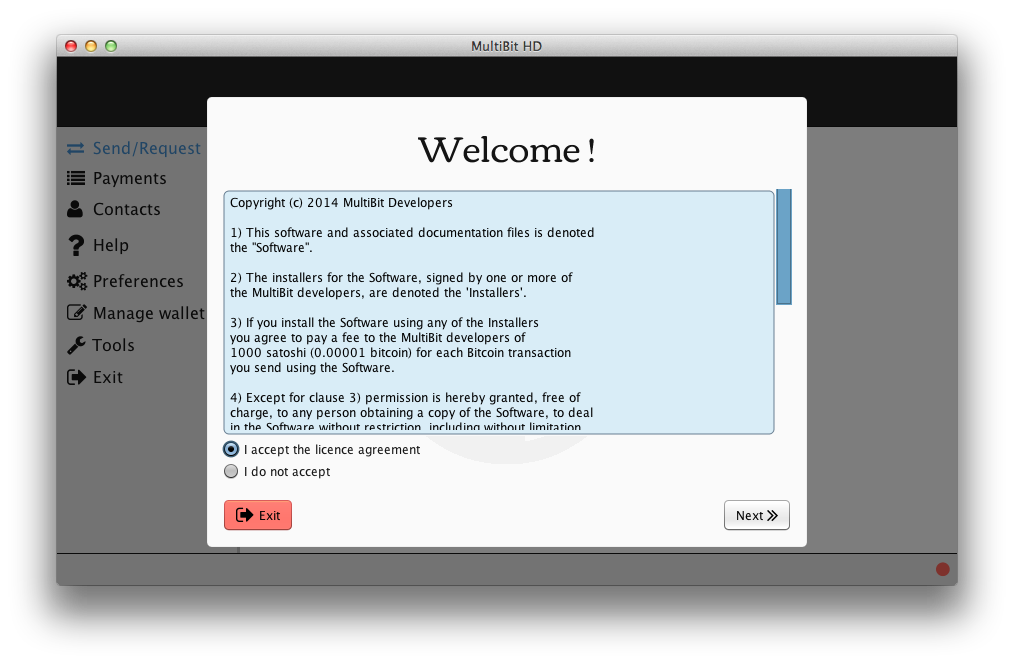 MultiBit HD
Send/Request
Payments
Contacts
Help
Preferences
Manage wallet
Tools
Exit
Welcome!
Copyright (c) 2014 MultiBit Developers
1) This software and associated documentation files is denoted
the "Software".
2) The installers for the Software, signed by one or more of
the MultiBit developers, are denoted the 'Installers'.
3) If you install the Software using any of the Installers
you agree to pay a fee to the MultiBit developers of
1000 satoshi (0.00001 bitcoin) for each Bitcoin transaction
you send using the Software.
4) Except for clause 3) permission is hereby granted, free of
charge, to any person obtaining a copy of the Software, to deal
in the Software without restriction, including without limitation
I accept the licence agreement
I do not accept
Exit
Next